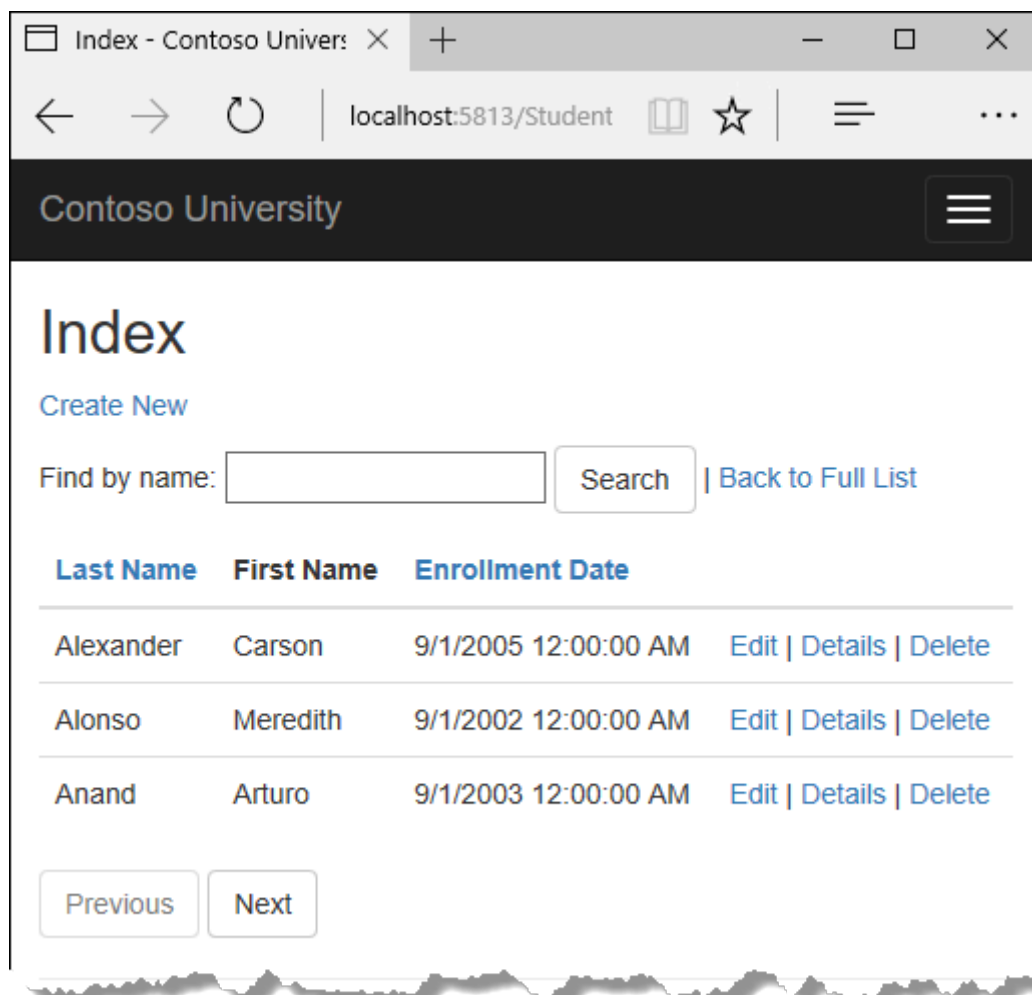 Index - Contoso Univers
localhost:5813/Student
Contoso University
Index
Create New
Find by name: Search | Back to Full List
Last Name First Name Enrollment Date
Alexander Carson 9/1/2005 12:00:00 AM Edit | Details | Delete
Alonso Meredith 9/1/2002 12:00:00 AM Edit | Details | Delete
Anand Arturo 9/1/2003 12:00:00 AM Edit | Details | Delete
Previous Next